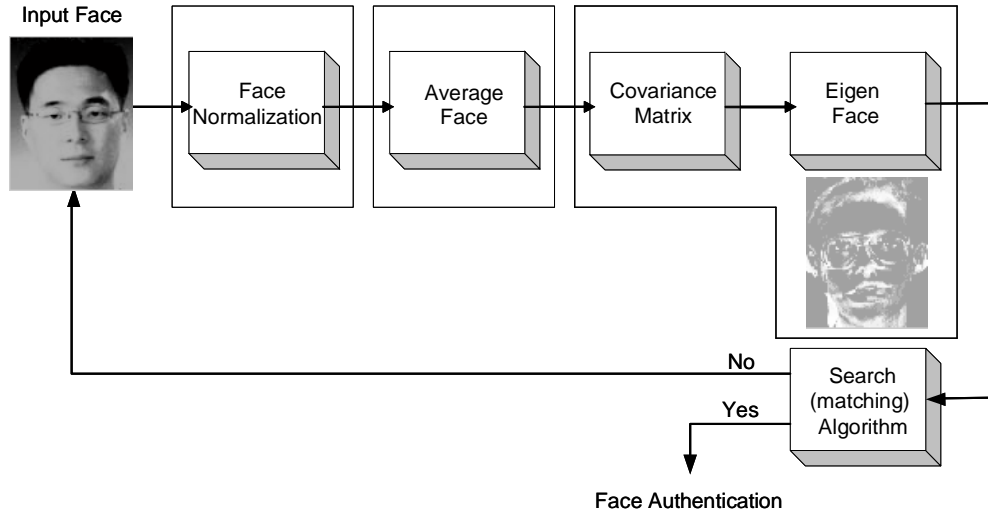 Input Face
Face
Normalization
Average
Face
Covariance
Matrix
Eigen
Face
No
Yes
Search
(matching)
Algorithm
Face Authentication